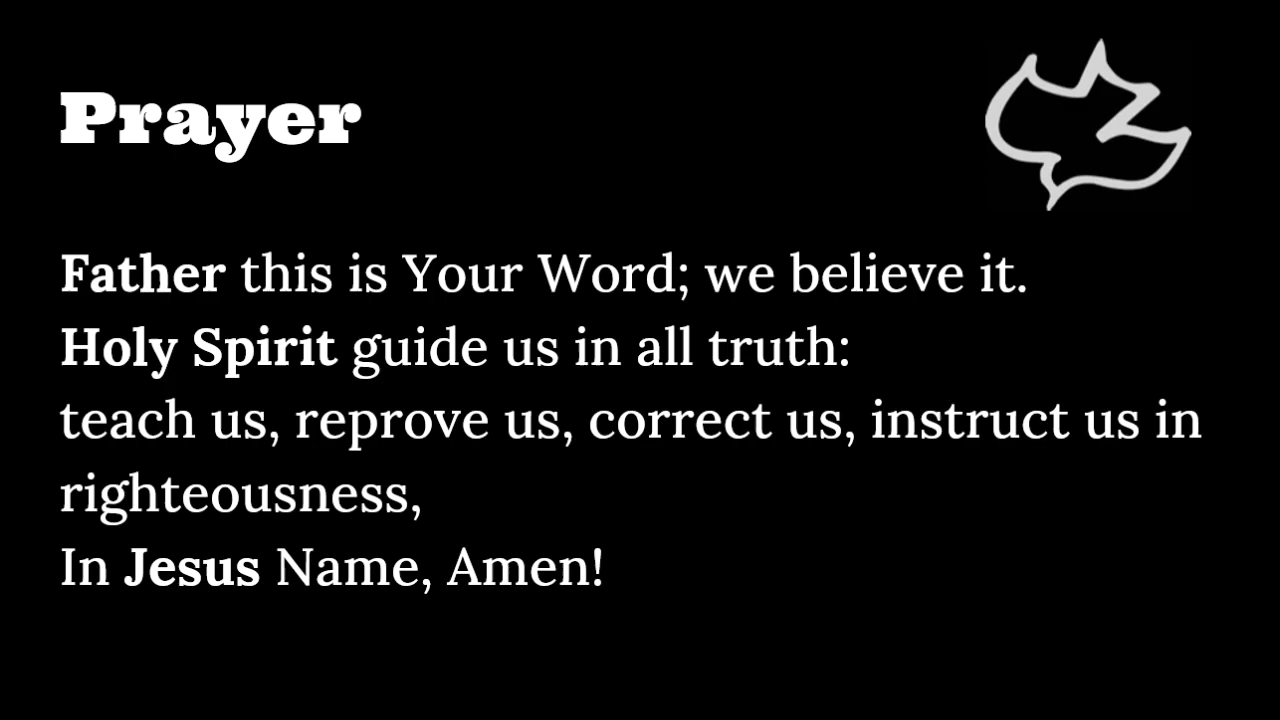 Prayer
Father this is Your Word; we believe it.
Holy Spirit guide us in all truth:
teach us, reprove us, correct us, instruct us in
righteousness,
In Jesus Name, Amen!